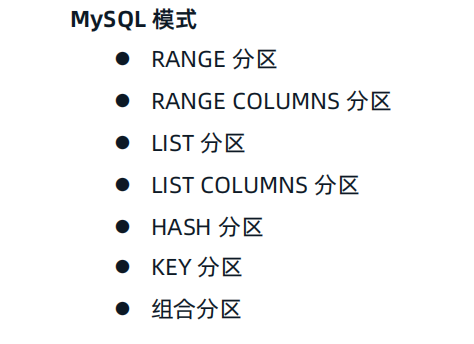 MySQL 模式
● RANGE 分区
● RANGE COLUMNS 分区
● LIST 分区
● LIST COLUMNS 分区
● HASH 分区
● KEY 分区
● 组合分区